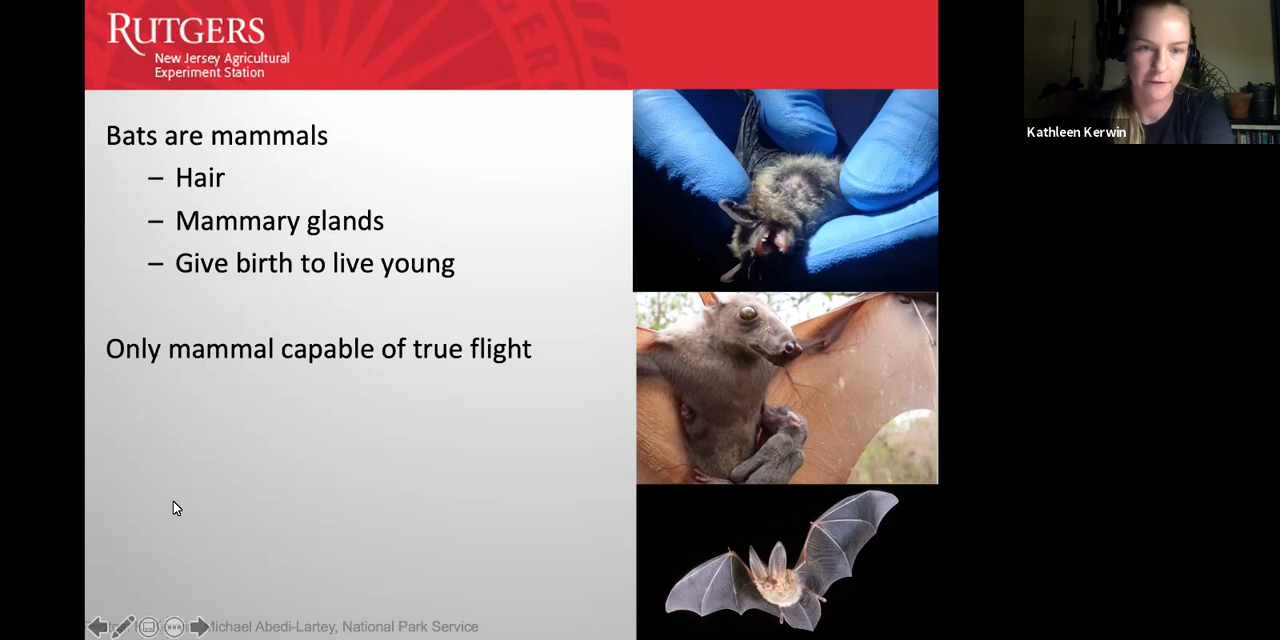 RUTGERS
New Jersey Agricultural
Experiment Station
Kathleen Kerwin
Bats are mammals
– Hair
– Mammary glands
– Give birth to live young
Only mammal capable of true flight
Michael Abedi-Lartey, National Park Service